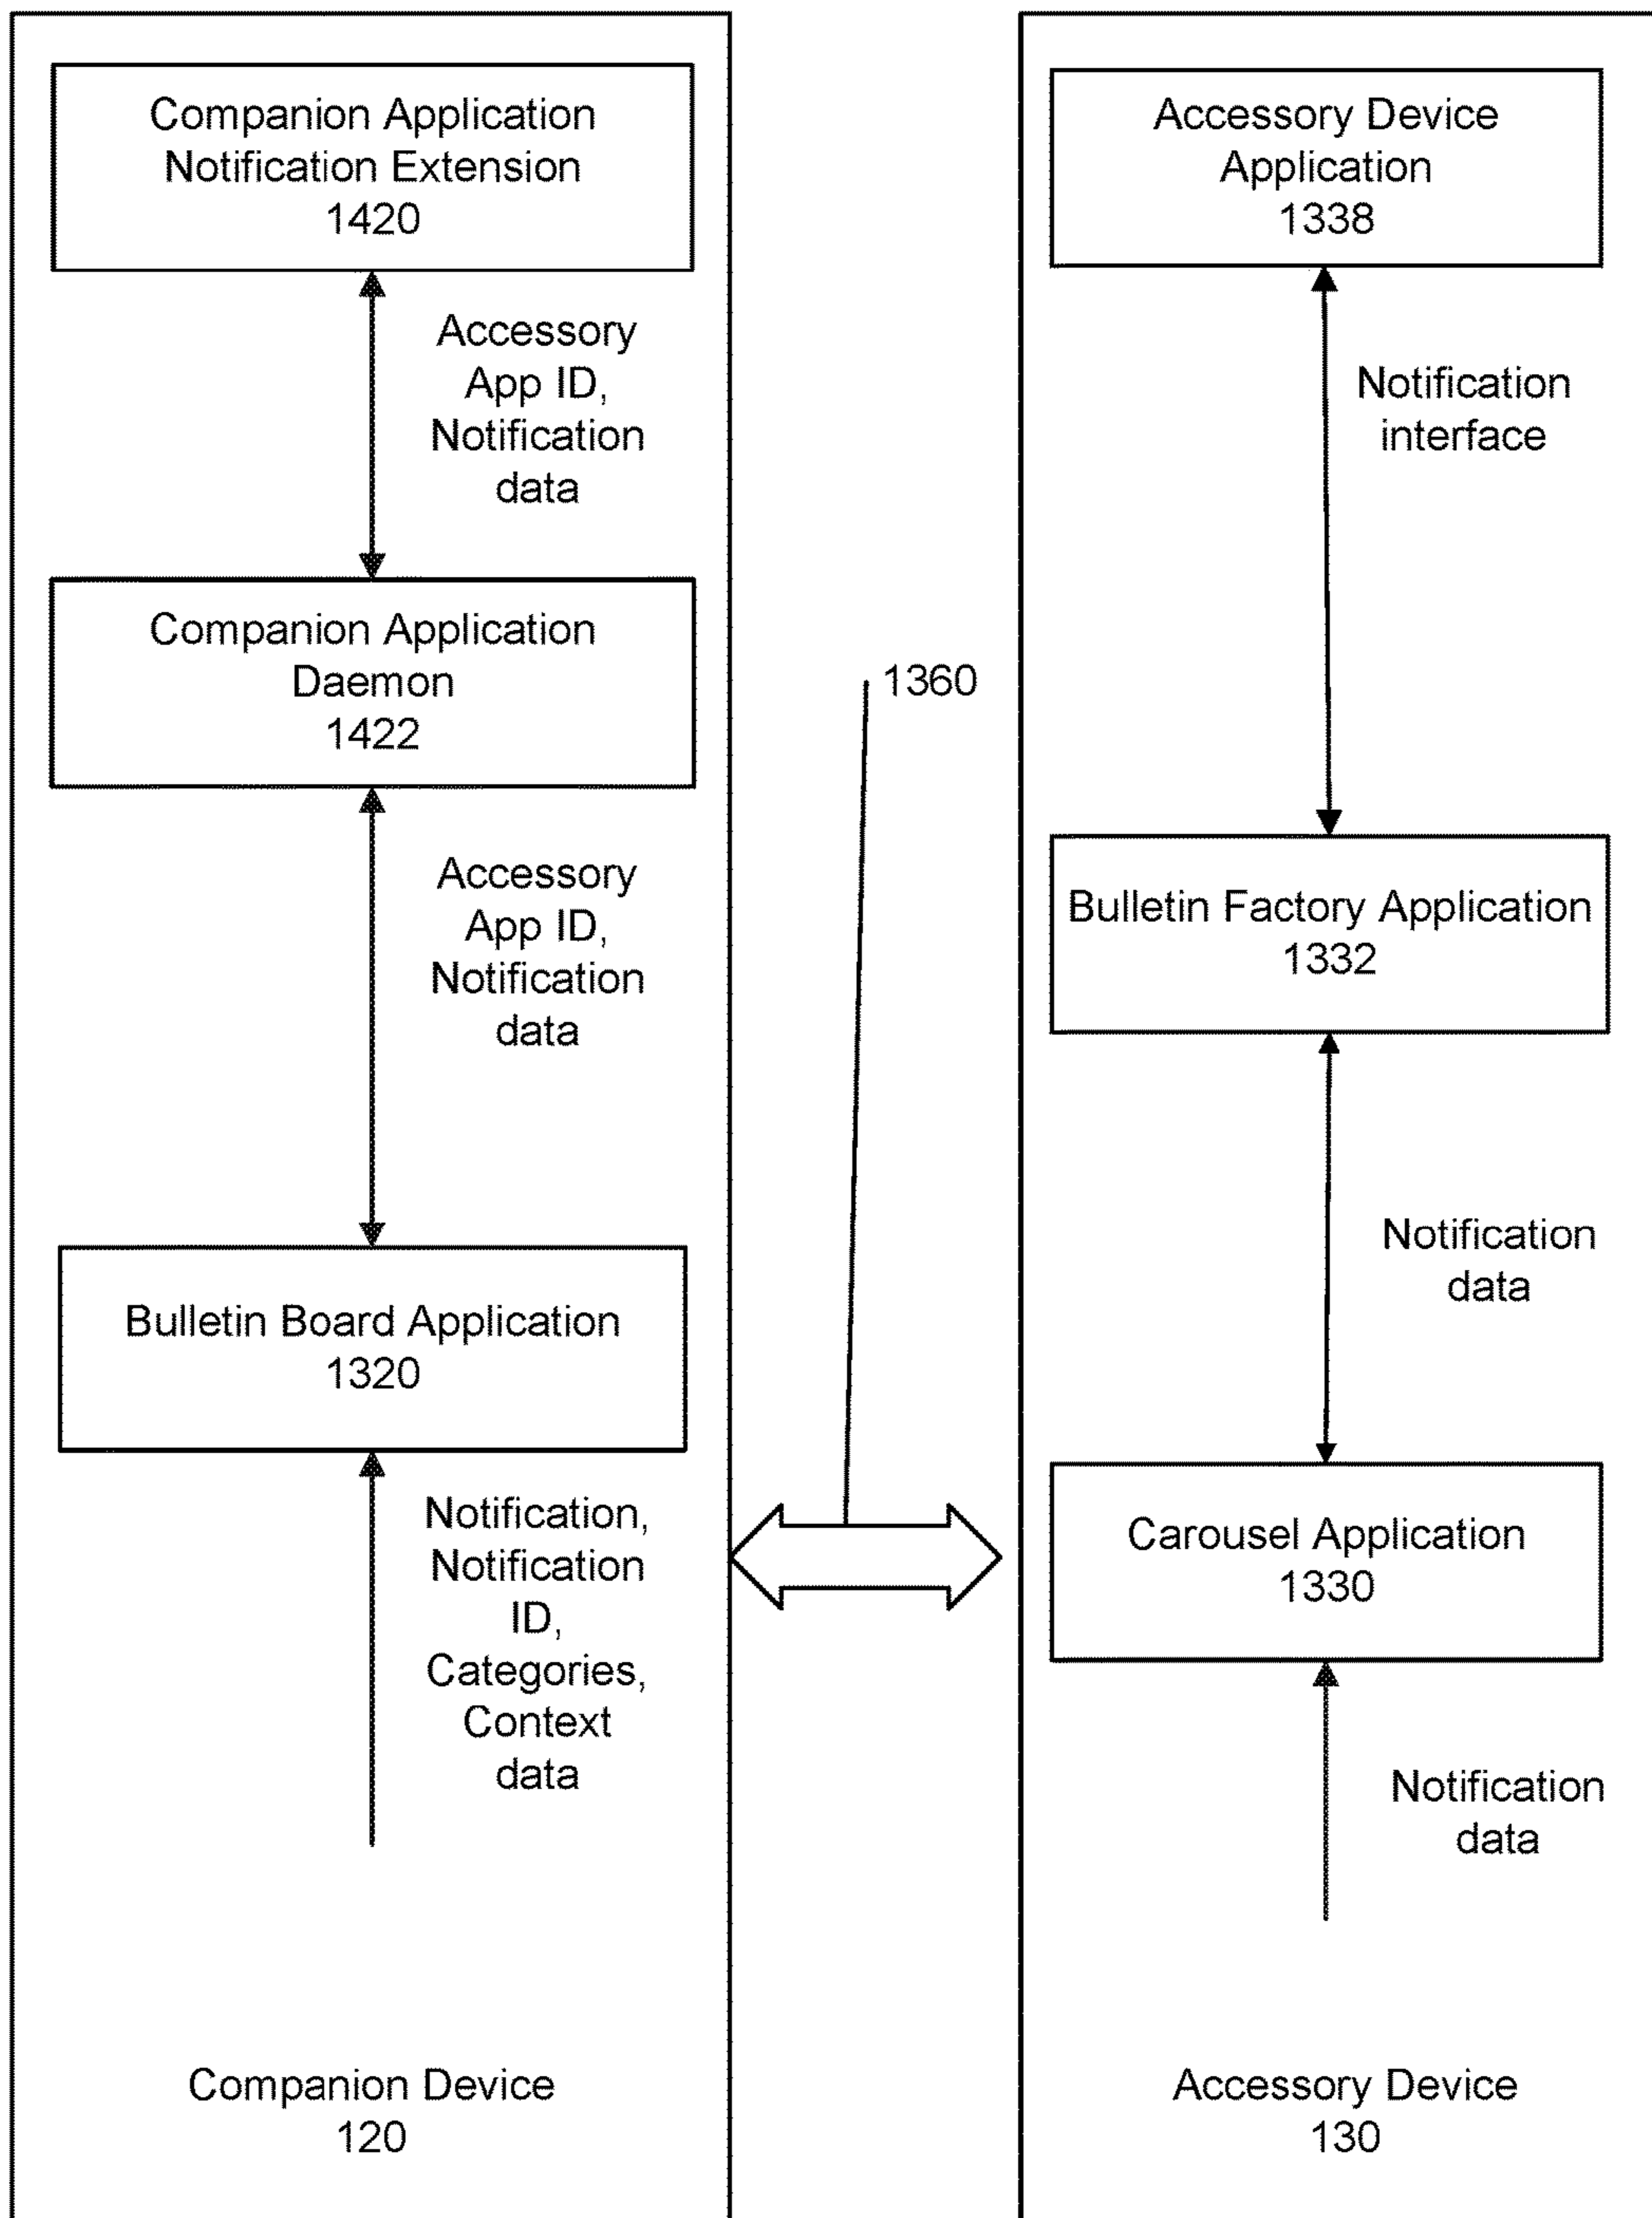 Companion Application
Notification Extension
1420
Accessory
App ID,
Notification
data
Companion Application
Daemon
1422
Accessory
App ID,
Notification
data
Bulletin Board Application
1320
Notification,
Notification
ID,
Categories,
Context
data
Companion Device
120
1360
Accessory Device
Application
1338
Notification
interface
Bulletin Factory Application
1332
Notification
data
Carousel Application
1330
Notification
data
Accessory Device
130